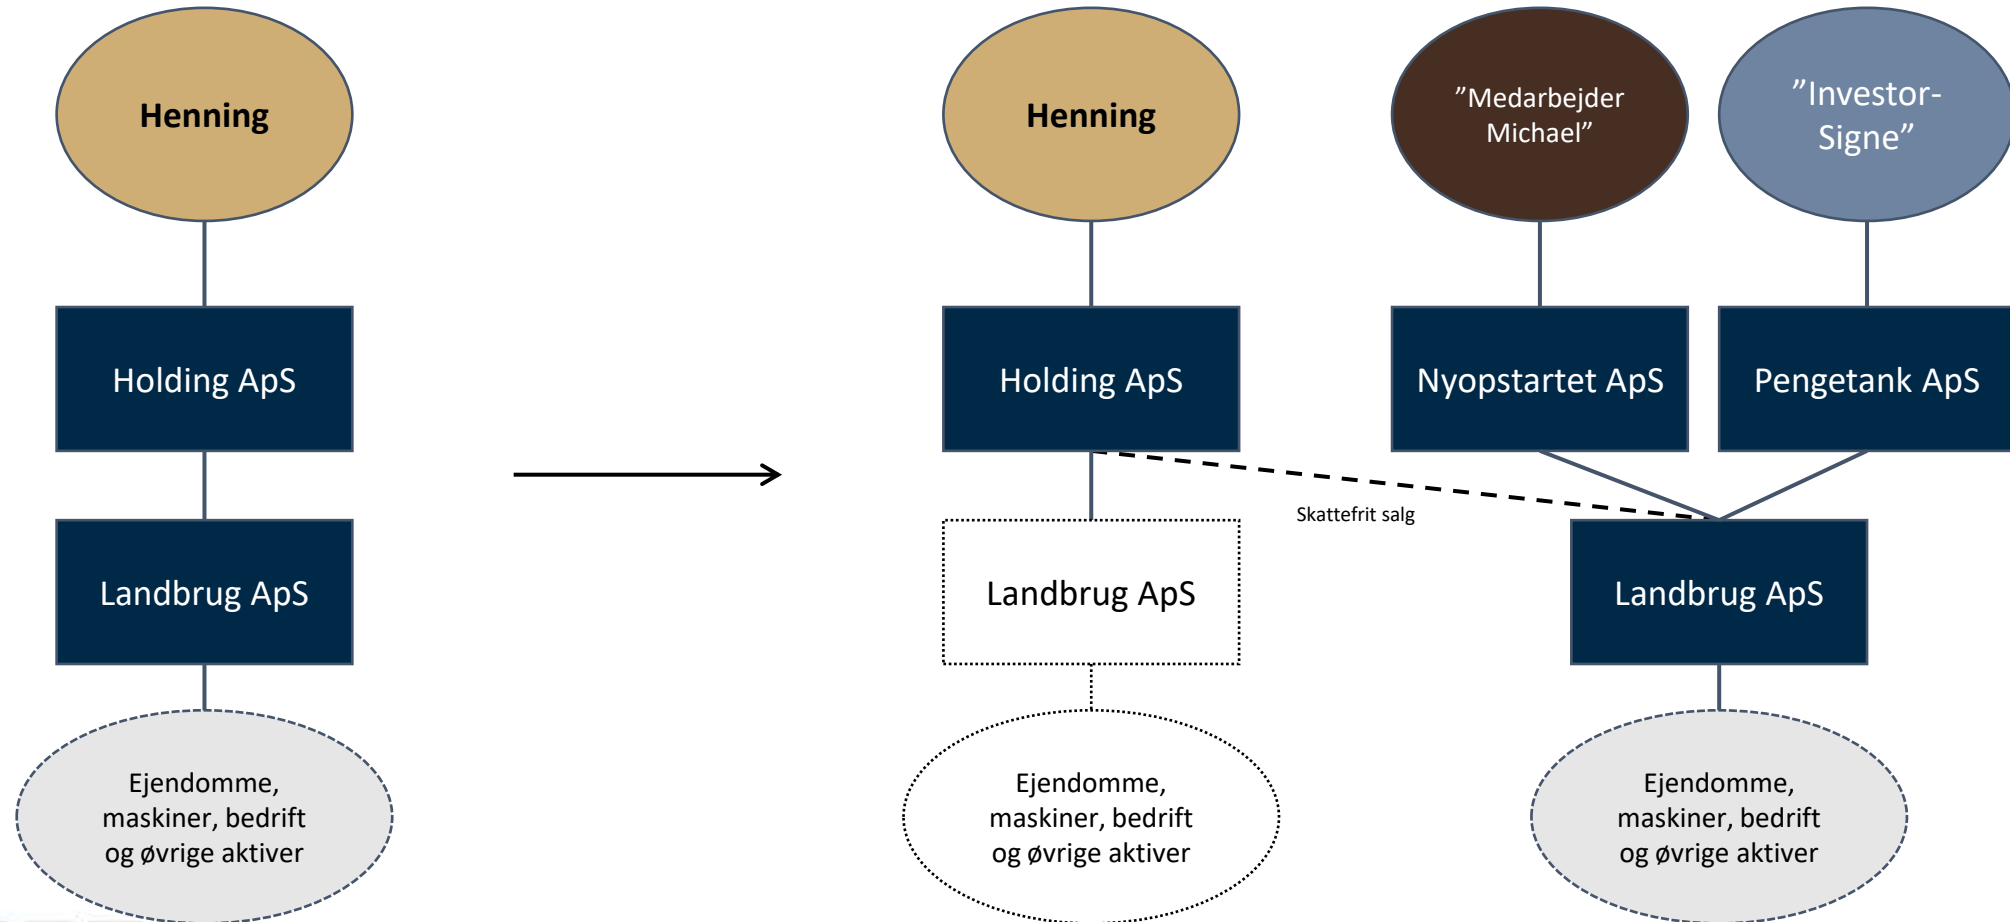 Henning
Henning
”Medarbejder
Michael”
”Investor-
Signe”
Holding ApS
Holding ApS
Nyopstartet ApS
Pengetank ApS
Skattefrit salg
Landbrug ApS
Landbrug ApS
Landbrug ApS
Ejendomme,
maskiner, bedrift
og øvrige aktiver
Ejendomme,
maskiner, bedrift
og øvrige aktiver
Ejendomme,
maskiner, bedrift
og øvrige aktiver